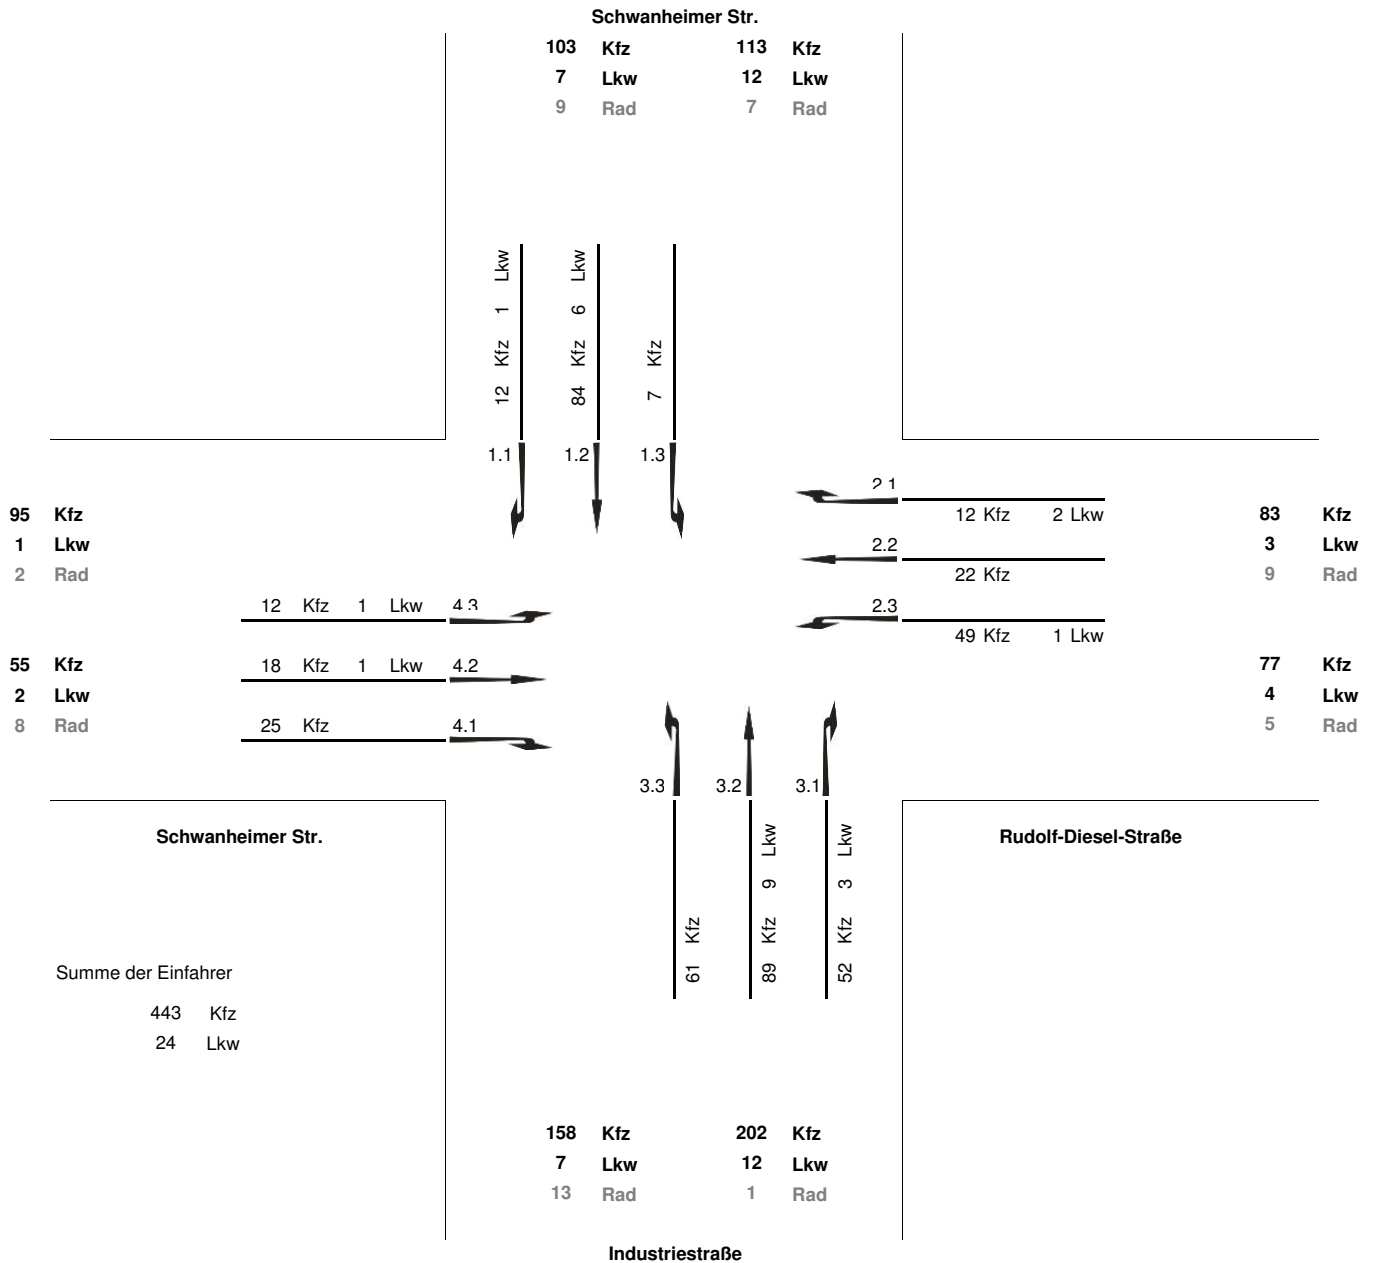 Schwanheimer Str.
103 Kfz 113 Kfz
7 Lkw 12 Lkw
9 Rad 7 Rad
12 Kfz 1 Lkw
84 Kfz 6 Lkw
7 Kfz
1.1 1.2 1.3
2.1
12 Kfz 2 Lkw
2.2
22 Kfz
2.3
49 Kfz 1 Lkw
95 Kfz
1 Lkw
2 Rad
83 Kfz
3 Lkw
9 Rad
12 Kfz 1 Lkw 4.3
18 Kfz 1 Lkw 4.2
25 Kfz 4.1
55 Kfz
2 Lkw
8 Rad
77 Kfz
4 Lkw
5 Rad
3.3 3.2 3.1
61 Kfz
89 Kfz 9 Lkw
52 Kfz 3 Lkw
Schwanheimer Str.
Rudolf-Diesel-Straße
Summe der Einfahrer
443 Kfz
24 Lkw
158 Kfz 202 Kfz
7 Lkw 12 Lkw
13 Rad 1 Rad
Industriestraße